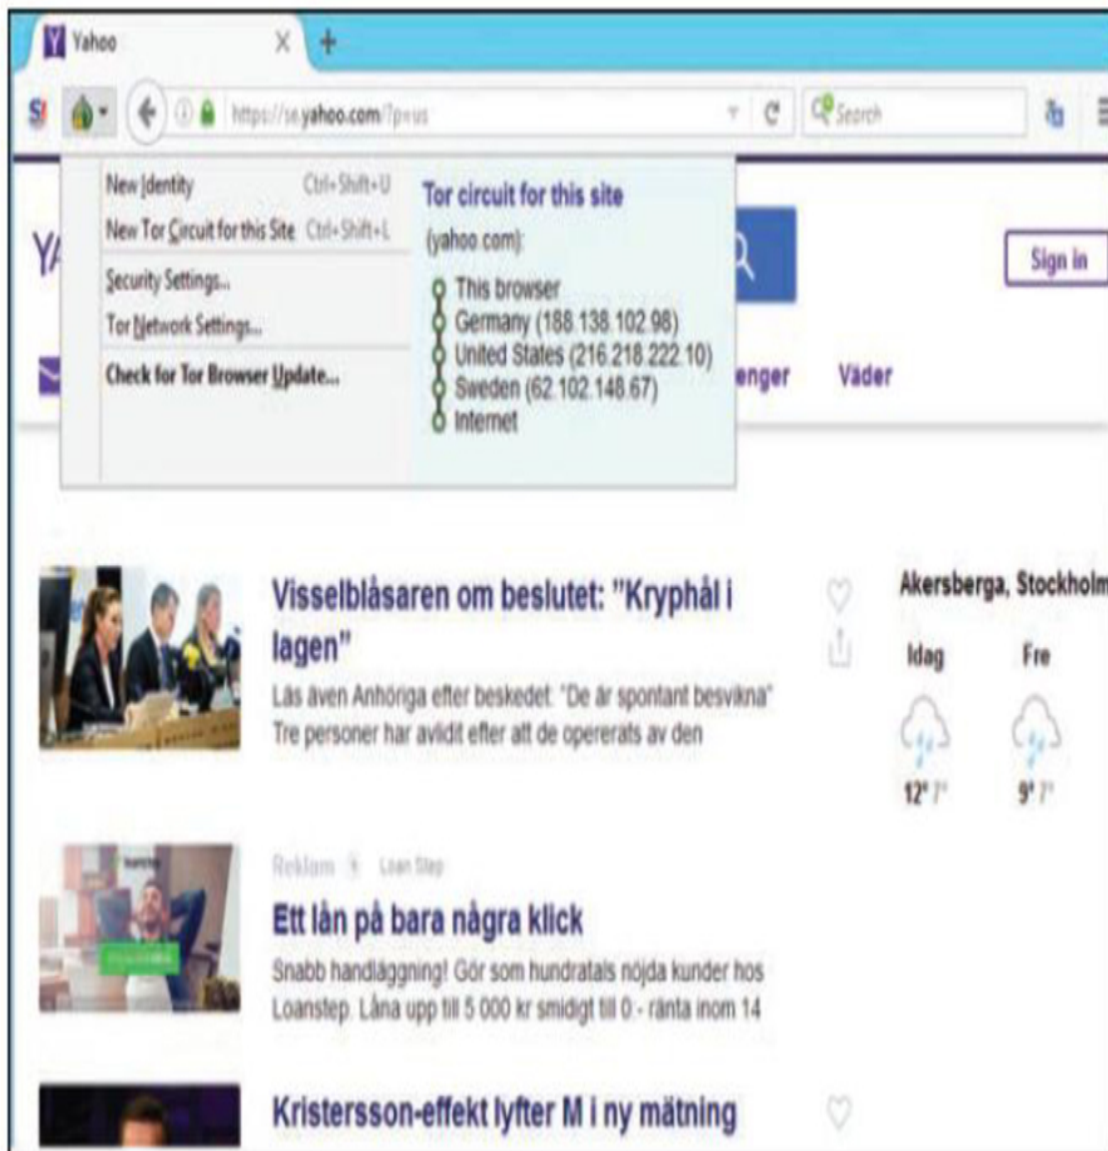 Yahoo
https://se.yahoo.com/?p=us
Search
New Identity Ctrl+Shift+U
New Tor Circuit for this Site Ctrl+Shift+L
Security Settings...
Tor Network Settings...
Check for Tor Browser Update...
Tor circuit for this site
(yahoo.com):
This browser
Germany (188.138.102.98)
United States (216.218.222.10)
Sweden (62.102.148.67)
Internet
YA
Sign in
enger Väder
Visselblåsaren om beslutet: ”Kryphål i
lagen”
Läs även Anhöriga efter beskedet: ”De är spontant besvikna”
Tre personer har avlidit efter att de opererats av den
Akersberga, Stockholm
Idag Fre
12° 7° 9° 7°
Reklam Loan Step
Ett lån på bara några klick
Snabb handläggning! Gör som hundratals nöjda kunder hos
Loanstep. Låna upp till 5 000 kr smidigt till 0:- ränta inom 14
Kristersson-effekt lyfter M i ny mätning